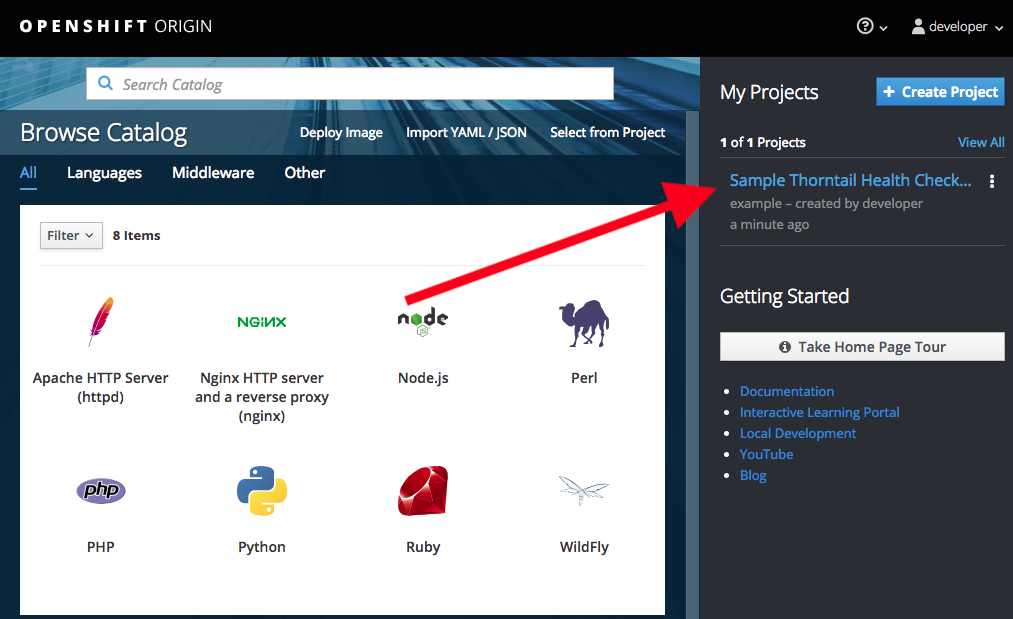 OPENSHIFT ORIGIN
developer
Search Catalog
Browse Catalog
Deploy Image
Import YAML / JSON
Select from Project
All
Languages
Middleware
Other
Filter
8 Items
NGINX
node
JS
Apache HTTP Server
(httpd)
Nginx HTTP server
and a reverse proxy
(nginx)
Node.js
Perl
php
PHP
Python
Ruby
WildFly
My Projects
Create Project
1 of 1 Projects
View All
Sample Thorntail Health Check...
example – created by developer
a minute ago
Getting Started
Take Home Page Tour
Documentation
Interactive Learning Portal
Local Development
YouTube
Blog